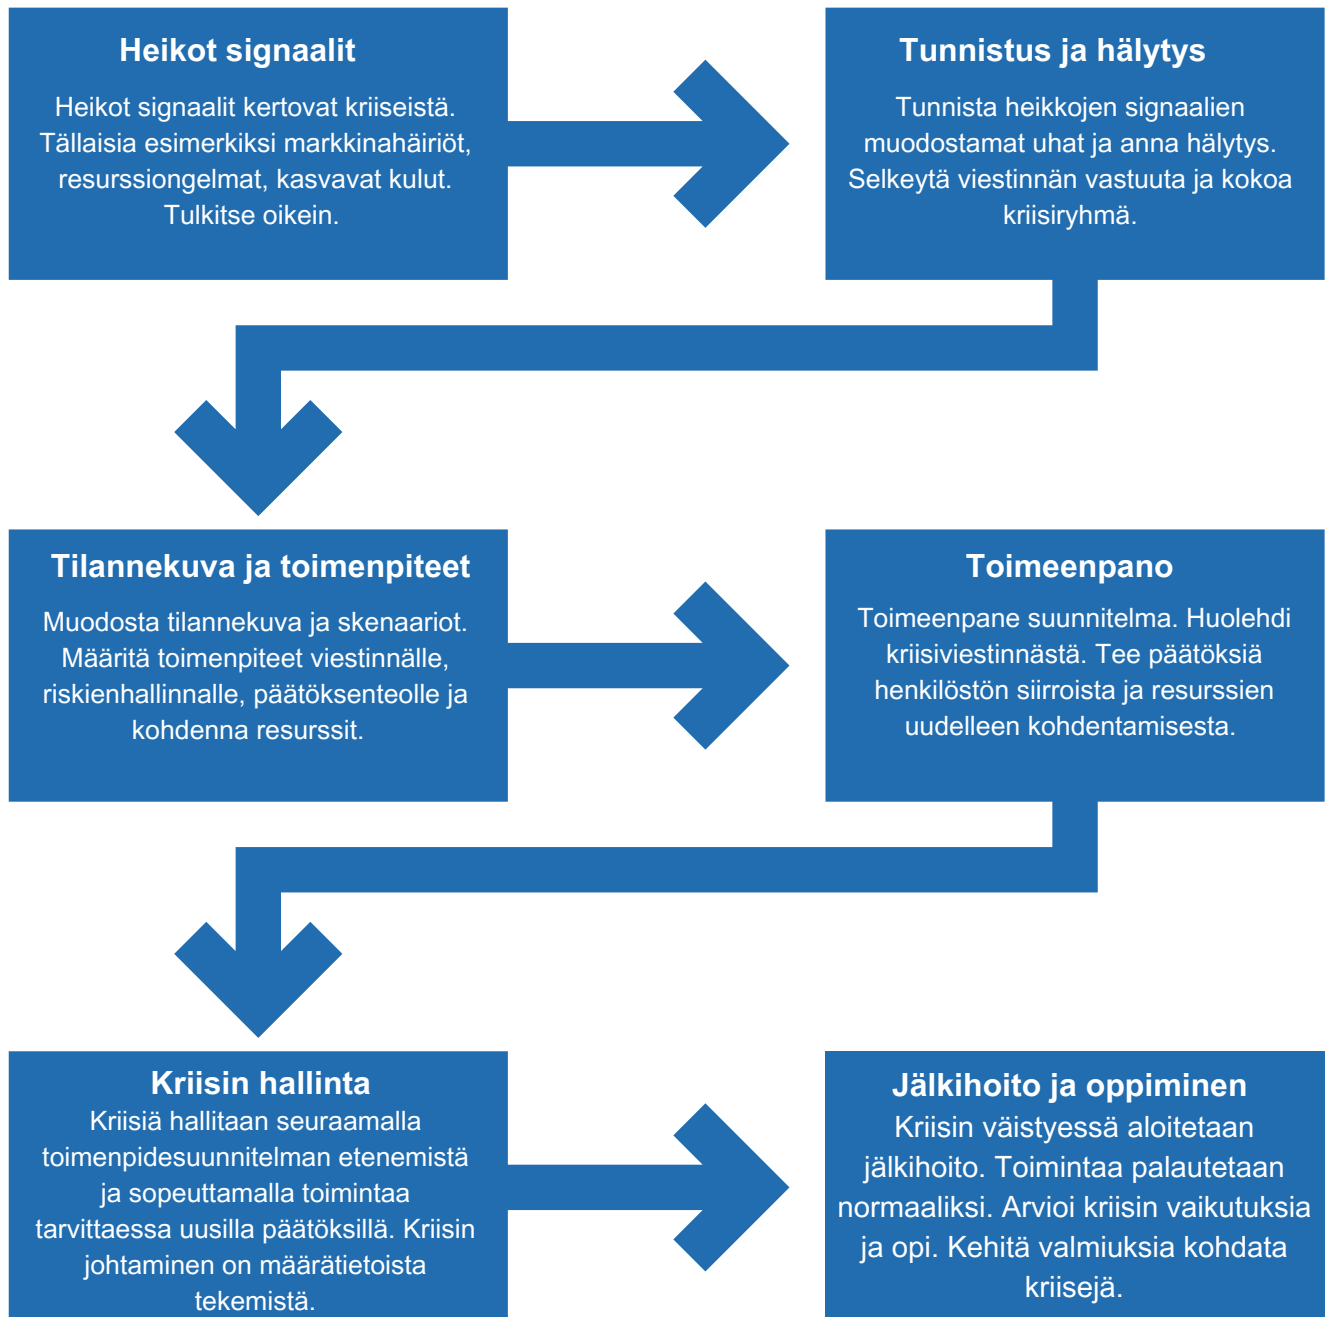 Heikot signaalit
Heikot signaalit kertovat kriiseistä.
Tällaisia esimerkiksi markkinahäiriöt,
resurssiongelmat, kasvavat kulut.
Tulkitse oikein.
Tunnistus ja hälytys
Tunnista heikkojen signaalien
muodostamat uhat ja anna hälytys.
Selkeytä viestinnän vastuuta ja kokoa
kriisiryhmä.
Tilannekuva ja toimenpiteet
Muodosta tilannekuva ja skenaariot.
Määritä toimenpiteet viestinnälle,
riskienhallinnalle, päätöksenteolle ja
kohdenna resurssit.
Toimeenpano
Toimeenpane suunnitelma. Huolehdi
kriisiviestinnästä. Tee päätöksiä
henkilöstön siirroista ja resurssien
uudelleen kohdentamisesta.
Kriisin hallinta
Kriisiä hallitaan seuraamalla
toimenpidesuunnitelman etenemistä
ja sopeuttamalla toimintaa
tarvittaessa uusilla päätöksillä. Kriisin
johtaminen on määrätietoista
tekemistä.
Jälkihoito ja oppiminen
Kriisin väistyessä aloitetaan
jälkihoito. Toimintaa palautetaan
normaaliksi. Arvioi kriisin vaikutuksia
ja opi. Kehitä valmiuksia kohdata
kriisejä.